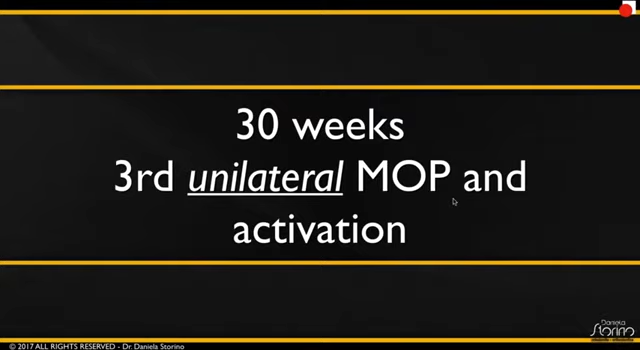 30 weeks
3rd unilateral MOP and
activation
Daniela
Storino
© 2017 ALL RIGHTS RESERVED - Dr. Daniela Storino